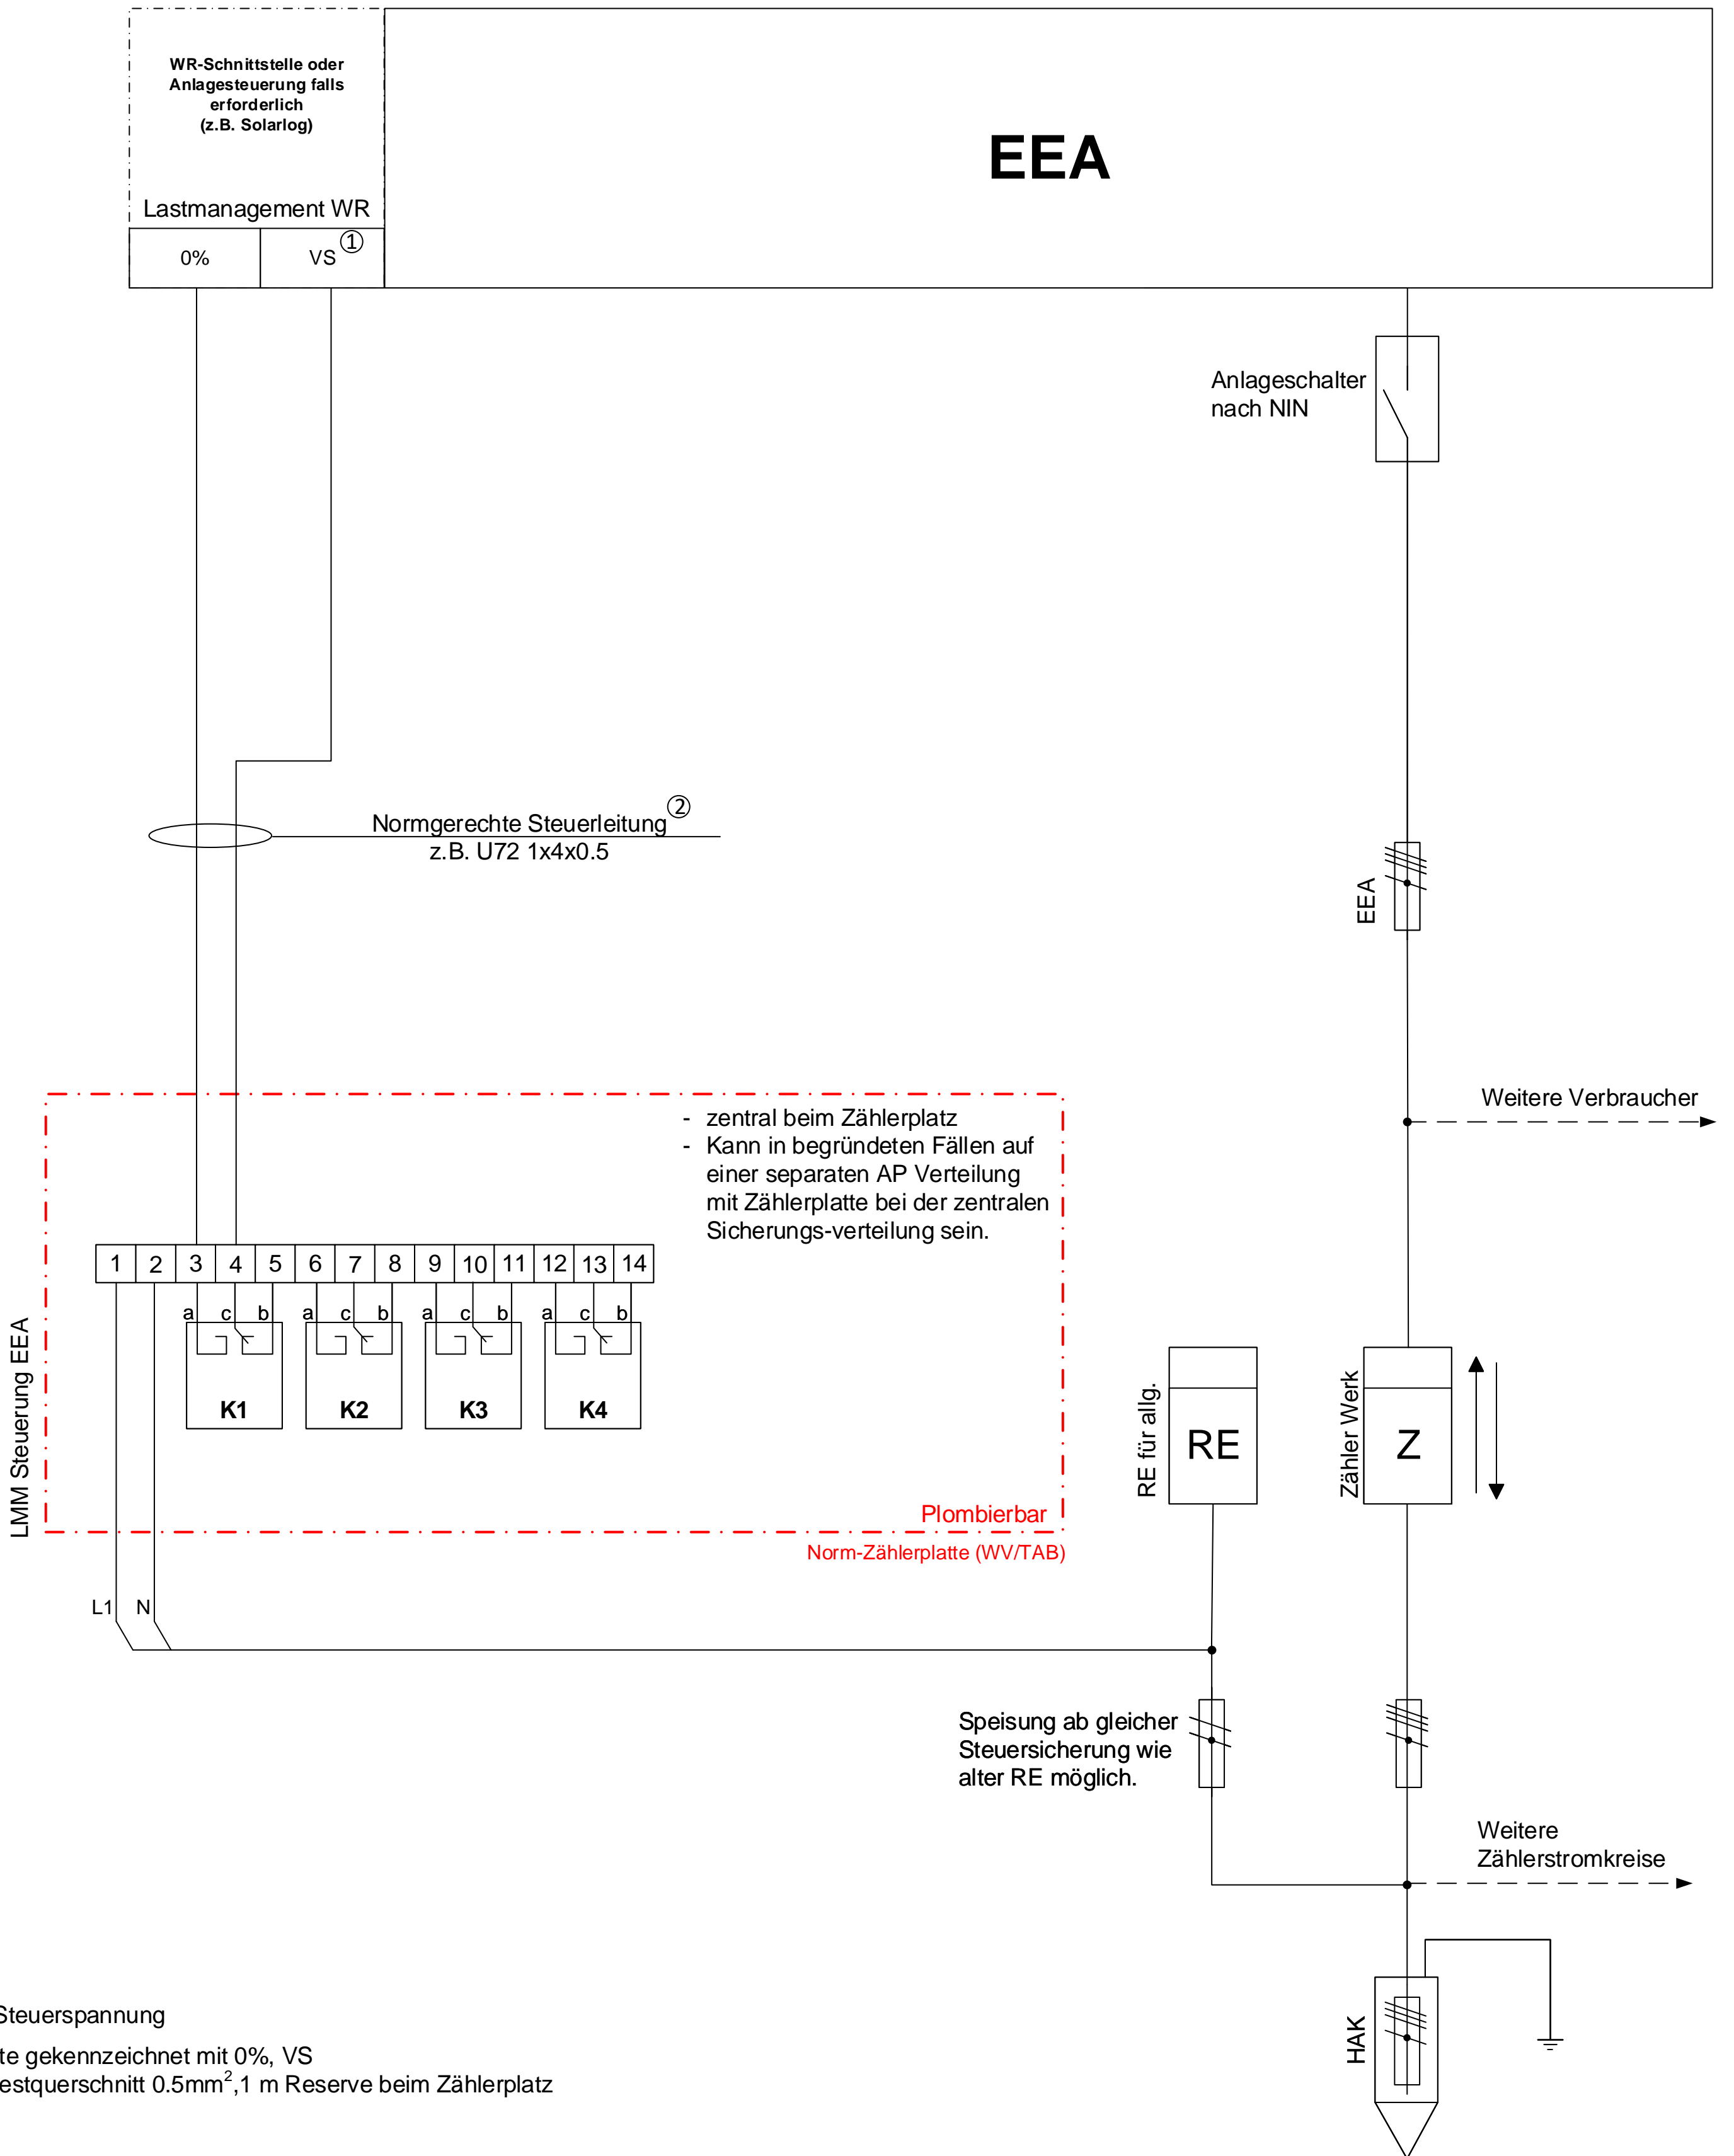 WR-Schnittstelle oder
Anlagesteuerung falls
erforderlich
(z.B. Solarlog)
EEA
Lastmanagement WR
0%
VS ①
Anlageschalter
nach NIN
Normgerechte Steuerleitung ②
z.B. U72 1x4x0.5
EEA
Weitere Verbraucher
- zentral beim Zählerplatz
- Kann in begründeten Fällen auf
einer separaten AP Verteilung
mit Zählerplatte bei der zentralen
Sicherungs-verteilung sein.
1 2 3 4 5 6 7 8 9 10 11 12 13 14
a c b a c b a c b a c b
K1 K2 K3 K4
LMM Steuerung EEA
RE für allg.
RE
Zähler Werk
Z
Plombierbar
Norm-Zählerplatte (WV/TAB)
L1 N
Speisung ab gleicher
Steuersicherung wie
alter RE möglich.
Weitere
Zählerstromkreise
HAK
Steuerspannung
te gekennzeichnet mit 0%, VS
estquerschnitt 0.5mm²,1 m Reserve beim Zählerplatz